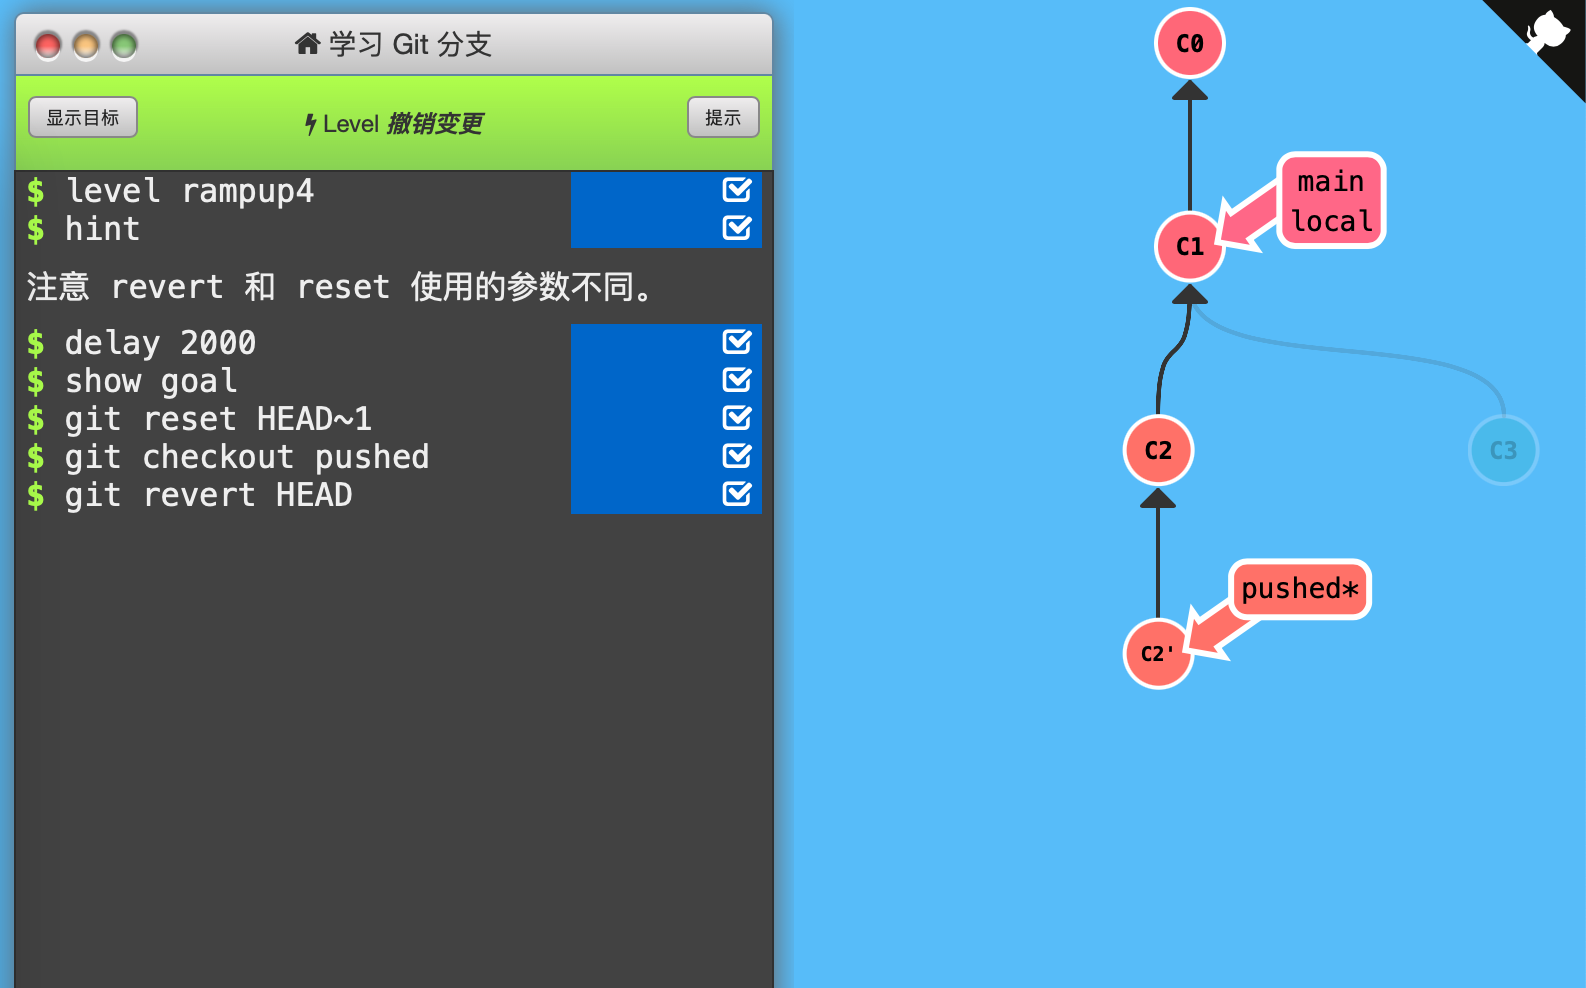 学习 Git 分支
显示目标
Level 撤销变更
提示
$ level rampup4
$ hint
注意 revert 和 reset 使用的参数不同。
$ delay 2000
$ show goal
$ git reset HEAD~1
$ git checkout pushed
$ git revert HEAD
C0
main
local
C1
C2
C3
pushed*
C2'